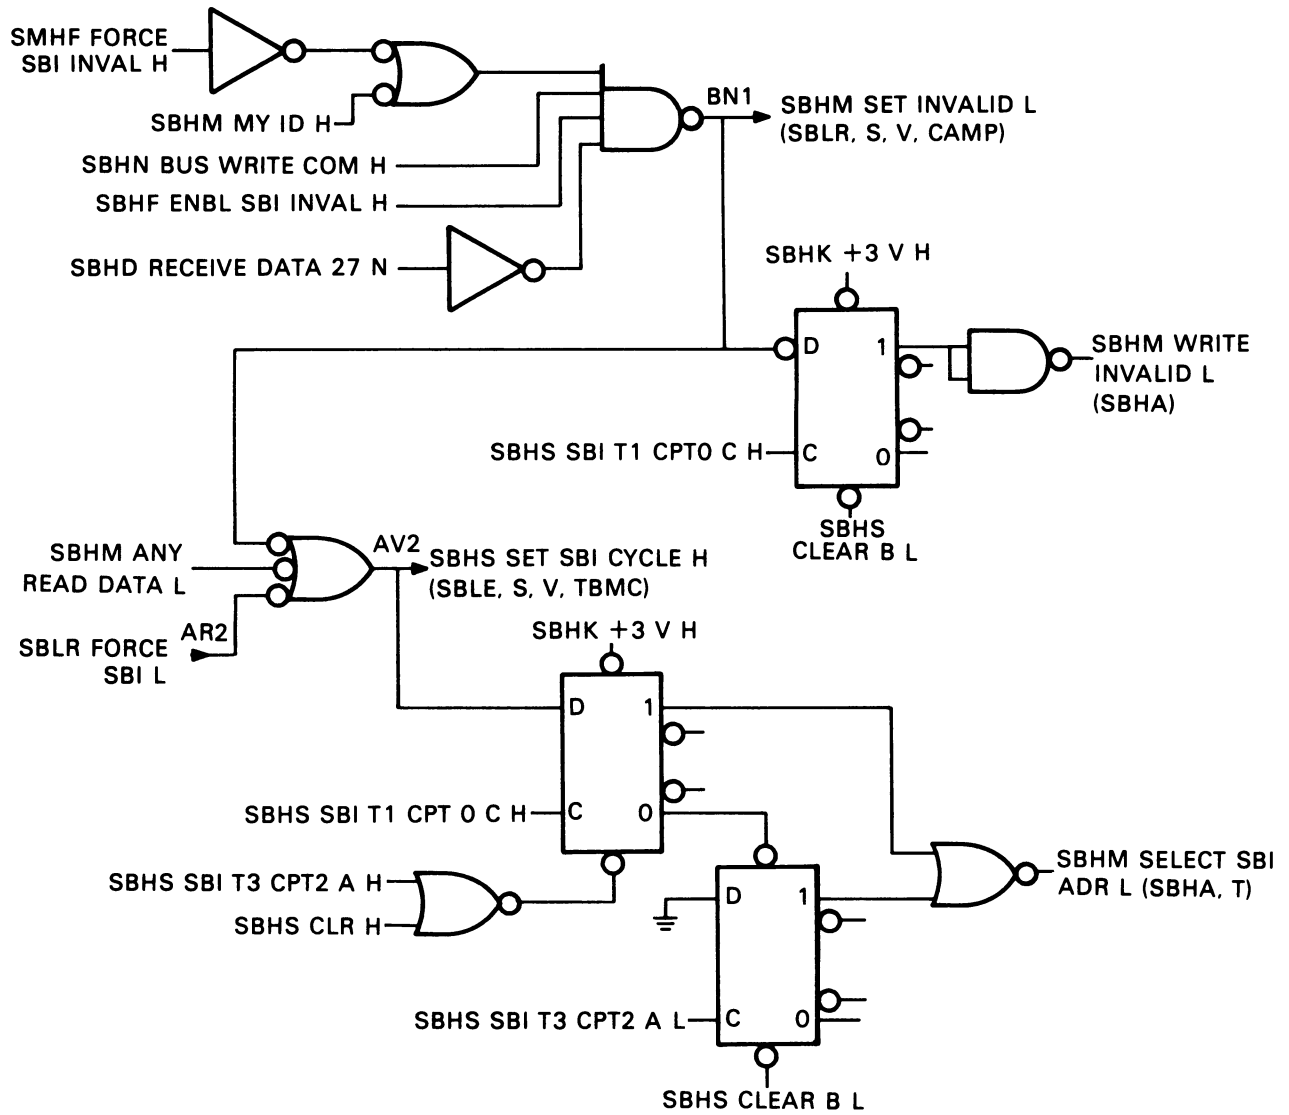 SMHF FORCE
SBI INVAL H
SBHM MY ID H
SBHN BUS WRITE COM H
SBHF ENBL SBI INVAL H
SBHD RECEIVE DATA 27 N
BN1
SBHM SET INVALID L
(SBLR, S, V, CAMP)
SBHK +3 V H
D
1
C
0
SBHS SBI T1 CPT0 C H
SBHS
CLEAR B L
SBHM WRITE
INVALID L
(SBHA)
SBHM ANY
READ DATA L
AR2
SBLR FORCE
SBI L
AV2
SBHS SET SBI CYCLE H
(SBLE, S, V, TBMC)
SBHK +3 V H
D
1
C
0
SBHS SBI T1 CPT 0 C H
SBHS SBI T3 CPT2 A H
SBHS CLR H
D
1
C
0
SBHS SBI T3 CPT2 A L
SBHS CLEAR B L
SBHM SELECT SBI
ADR L (SBHA, T)